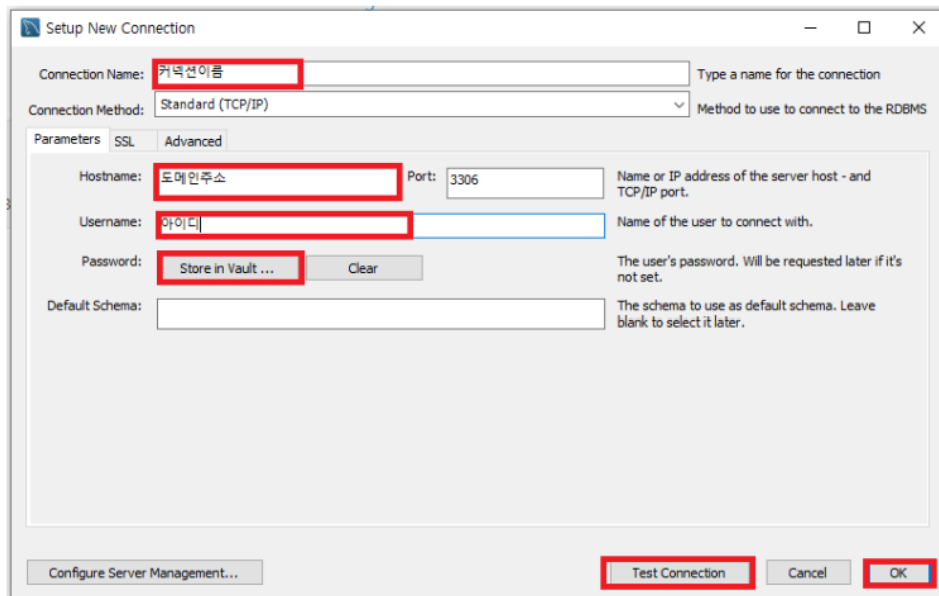 Setup New Connection
Connection Name: 커넥션이름 Type a name for the connection
Connection Method: Standard (TCP/IP) Method to use to connect to the RDBMS
Parameters SSL Advanced
Hostname: 도메인주소 Port: 3306 Name or IP address of the server host - and
TCP/IP port.
Username: 아이디 Name of the user to connect with.
Password: Store in Vault ... Clear The user's password. Will be requested later if it's
not set.
Default Schema: The schema to use as default schema. Leave
blank to select it later.
Configure Server Management... Test Connection Cancel OK